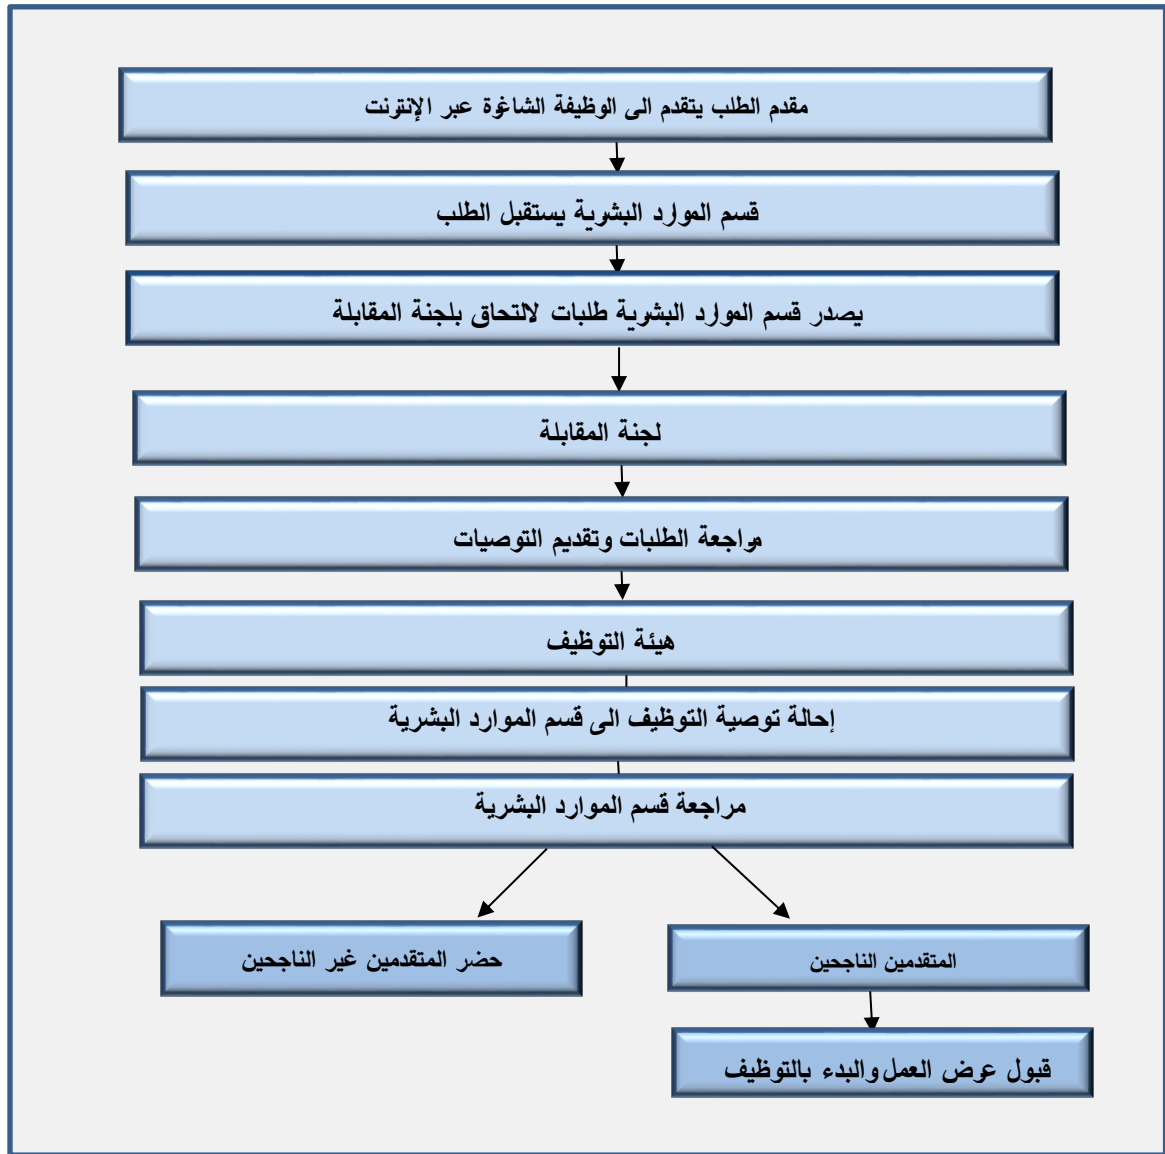 مقدم الطلب يتقدم الى الوظيفة الشاغرة عبر الإنترنت
قسم الموارد البشرية يستقبل الطلب
يصدر قسم الموارد البشرية طلبات لالتحاق بلجنة المقابلة
لجنة المقابلة
مراجعة الطلبات وتقديم التوصيات
هيئة التوظيف
إحالة توصية التوظيف الى قسم الموارد البشرية
مراجعة قسم الموارد البشرية
المتقدمين الناجحين
حضر المتقدمين غير الناجحين
قبول عرض العمل والبدء بالتوظيف